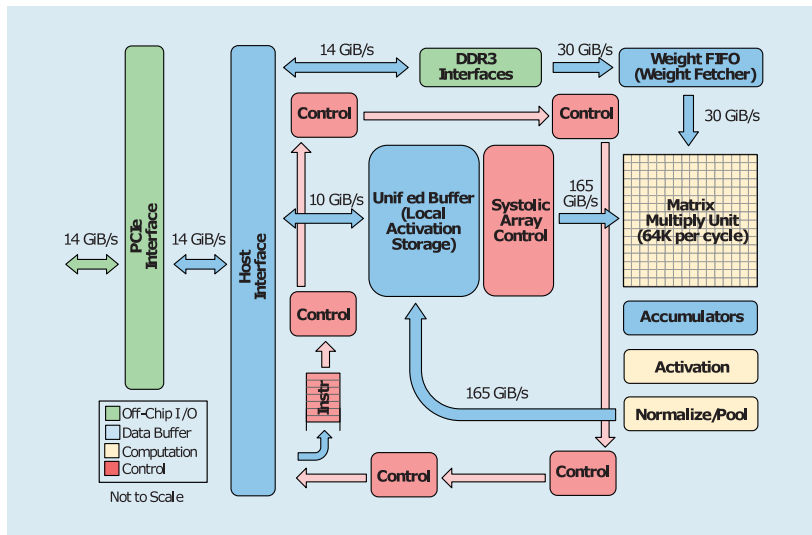 14 GiB/s
30 GiB/s
DDR3
Interfaces
Weight FIFO
(Weight Fetcher)
30 GiB/s
Control
Control
14 GiB/s
PCIe
Interface
14 GiB/s
Host
Interface
10 GiB/s
Unif ed Buffer
(Local
Activation
Storage)
Systolic
Array
Control
165
GiB/s
Matrix
Multiply Unit
(64K per cycle)
Control
Accumulators
Activation
Instr
165 GiB/s
Normalize/Pool
Off-Chip I/O
Data Buffer
Computation
Control
Not to Scale
Control
Control